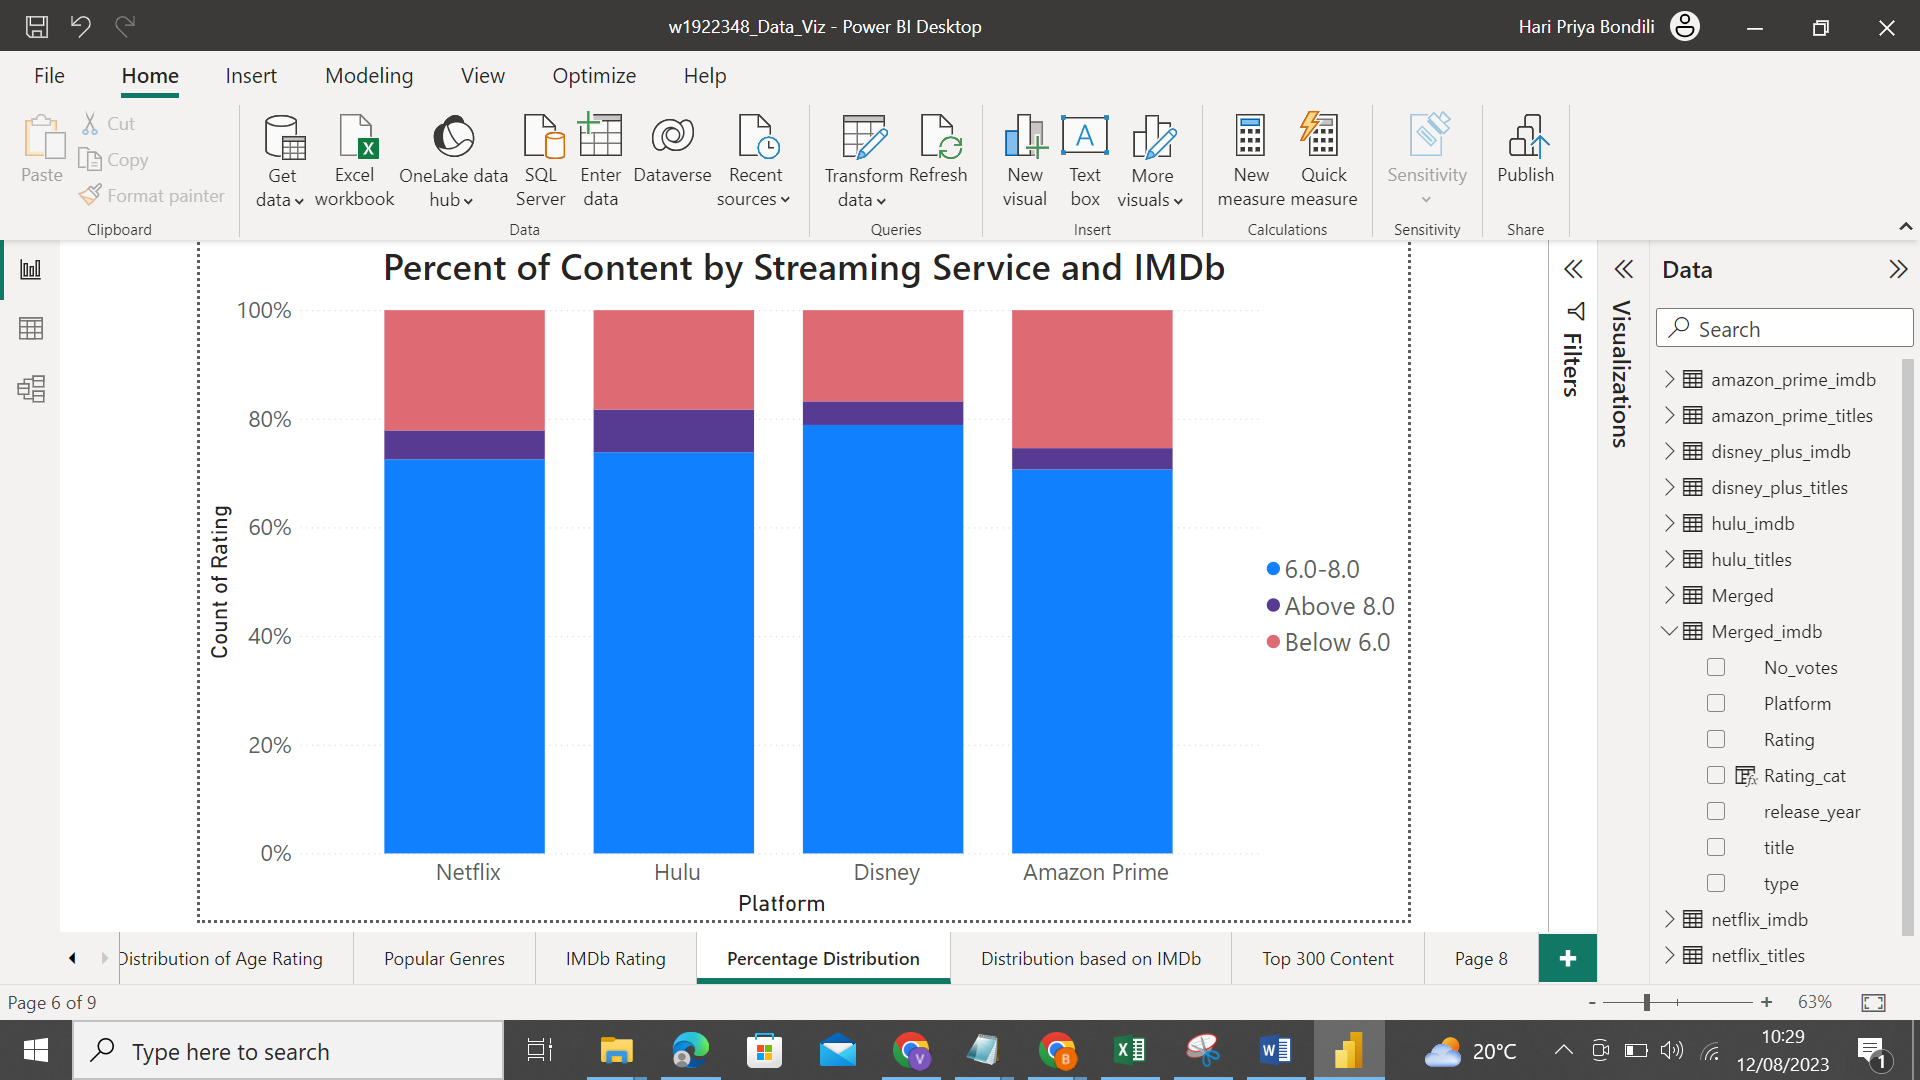 w1922348_Data_Viz - Power BI Desktop
Hari Priya Bondili
File Home Insert Modeling View Optimize Help
Paste
Cut
Copy
Format painter
Clipboard
Get data
Excel workbook
OneLake data hub
SQL Server
Enter data
Dataverse
Recent sources
Data
Transform data
Refresh
Queries
New visual
Text box
More visuals
Insert
New measure
Quick measure
Calculations
Sensitivity
Sensitivity
Publish
Share
Percent of Content by Streaming Service and IMDb
100%
80%
60%
40%
20%
0%
Count of Rating
Netflix Hulu Disney Amazon Prime
Platform
6.0-8.0
Above 8.0
Below 6.0
Filters
Visualizations
Data
Search
amazon_prime_imdb
amazon_prime_titles
disney_plus_imdb
disney_plus_titles
hulu_imdb
hulu_titles
Merged
Merged_imdb
No_votes
Platform
Rating
Rating_cat
release_year
title
type
netflix_imdb
netflix_titles
Distribution of Age Rating Popular Genres IMDb Rating Percentage Distribution Distribution based on IMDb Top 300 Content Page 8
Page 6 of 9
- + 63%
Type here to search
20°C
10:29
12/08/2023
1